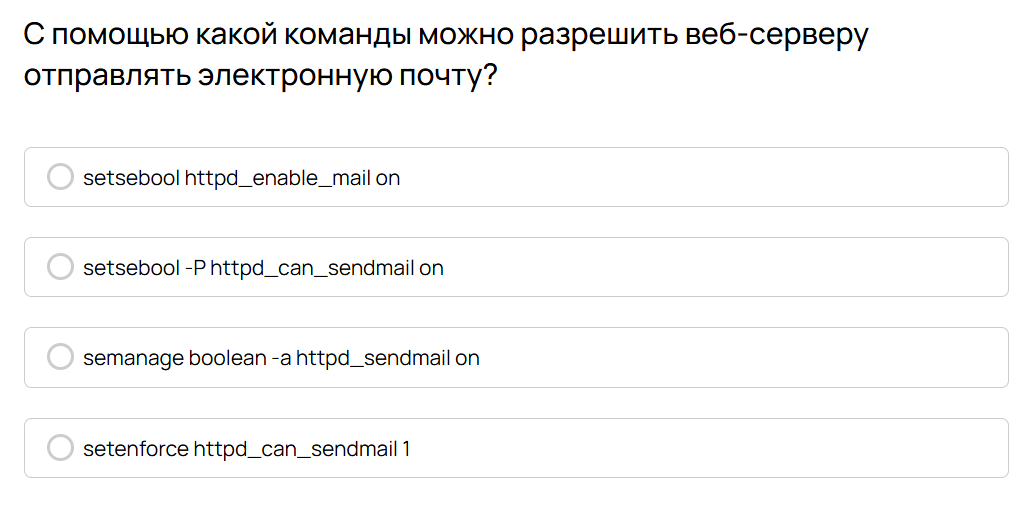 С помощью какой команды можно разрешить веб-серверу
отправлять электронную почту?
setsebool httpd_enable_mail on
setsebool -P httpd_can_sendmail on
semanage boolean -a httpd_sendmail on
setenforce httpd_can_sendmail 1